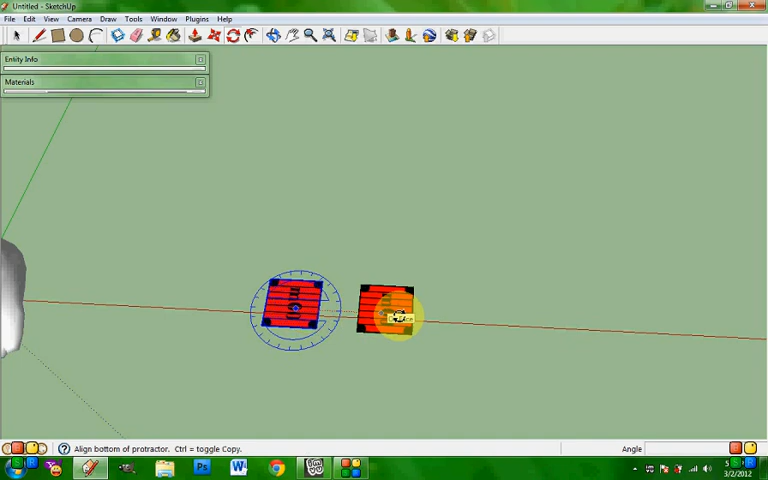 Untitled - SketchUp
File Edit View Camera Draw Tools Window Plugins Help
Entity Info
Materials
Align bottom of protractor. Ctrl = toggle Copy.
Angle
3/2/2012